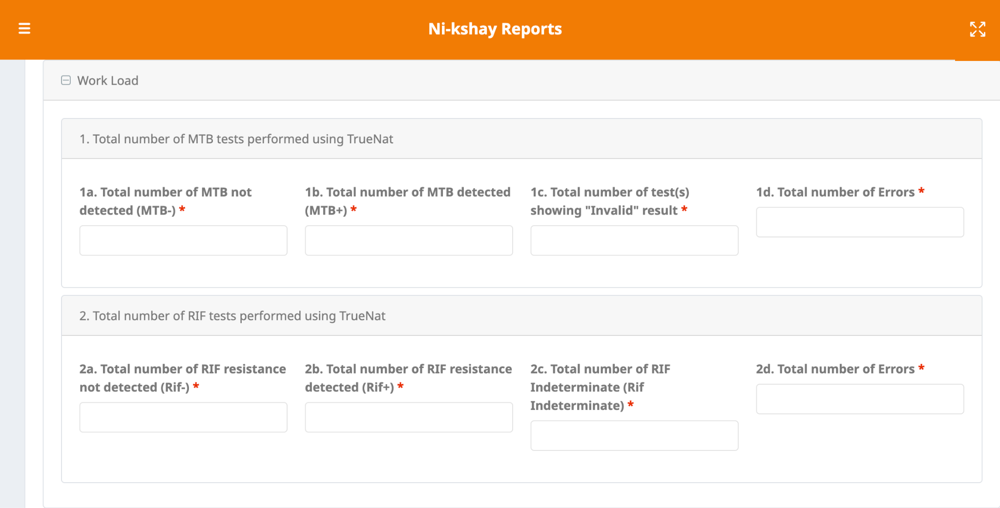 Ni-kshay Reports
Work Load
1. Total number of MTB tests performed using TrueNat
1a. Total number of MTB not
detected (MTB-) *
1b. Total number of MTB detected
(MTB+) *
1c. Total number of test(s)
showing "Invalid" result *
1d. Total number of Errors *
2. Total number of RIF tests performed using TrueNat
2a. Total number of RIF resistance
not detected (Rif-) *
2b. Total number of RIF resistance
detected (Rif+) *
2c. Total number of RIF
Indeterminate (Rif
Indeterminate) *
2d. Total number of Errors *